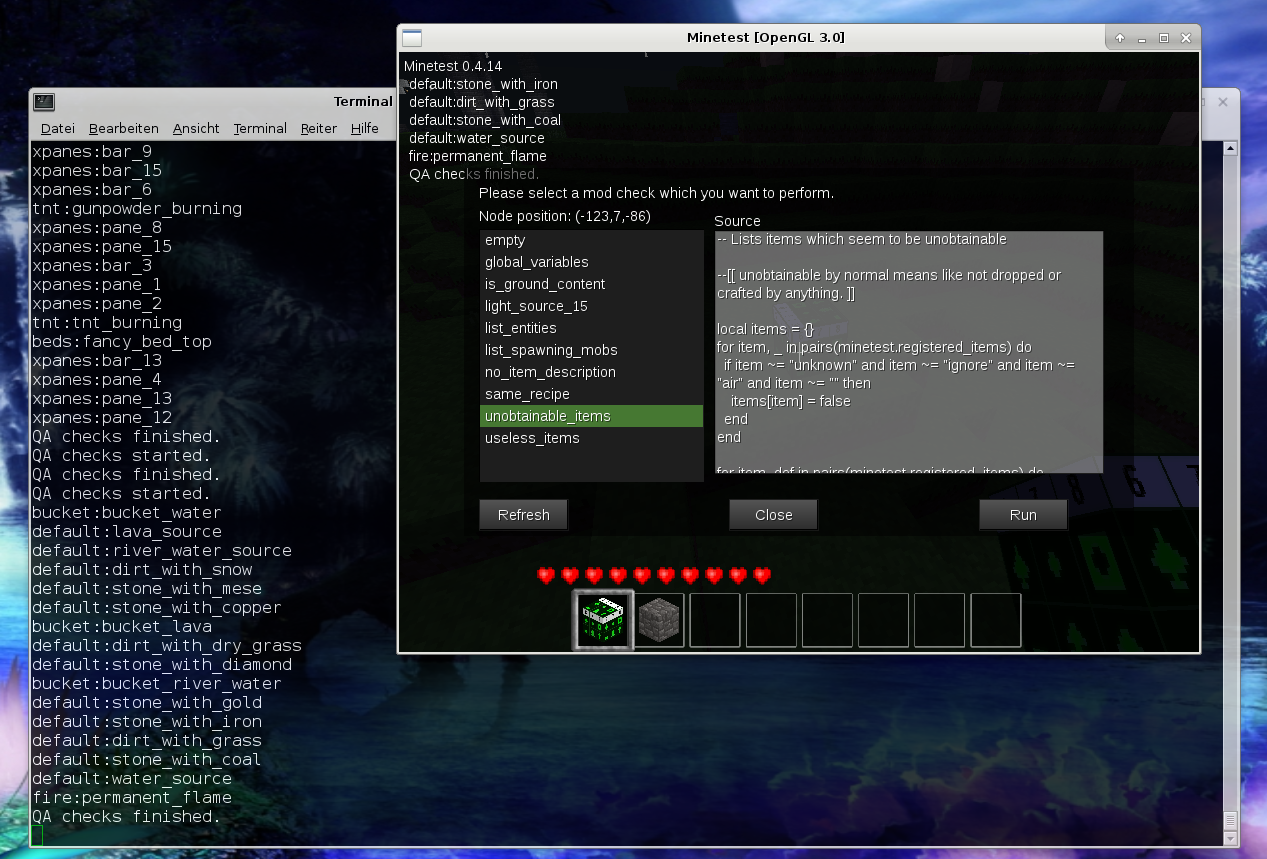 Minetest [OpenGL 3.0]
Minetest 0.4.14
default:stone_with_iron
default:dirt_with_grass
default:stone_with_coal
default:water_source
fire:permanent_flame
QA checks finished.
Please select a mod check which you want to perform.
Node position: (-123,7,-86)
empty
global_variables
is_ground_content
light_source_15
list_entities
list_spawning_mobs
no_item_description
same_recipe
unobtainable_items
useless_items
Source
-- Lists items which seem to be unobtainable
--[[ unobtainable by normal means like not dropped or
crafted by anything. ]]
local items = {}
for item, _ in pairs(minetest.registered_items) do
if item ~= "unknown" and item ~= "ignore" and item ~=
"air" and item ~= "" then
items[item] = false
end
end
for item, def in pairs(minetest.registered_items) do
Refresh
Close
Run
Terminal
Datei Bearbeiten Ansicht Terminal Reiter Hilfe
xpanes:bar_9
xpanes:bar_15
xpanes:bar_6
tnt:gunpowder_burning
xpanes:pane_8
xpanes:pane_15
xpanes:bar_3
xpanes:pane_1
xpanes:pane_2
tnt:tnt_burning
beds:fancy_bed_top
xpanes:bar_13
xpanes:pane_4
xpanes:pane_13
xpanes:pane_12
QA checks finished.
QA checks started.
QA checks finished.
QA checks started.
bucket:bucket_water
default:lava_source
default:river_water_source
default:dirt_with_snow
default:stone_with_mese
default:stone_with_copper
bucket:bucket_lava
default:dirt_with_dry_grass
default:stone_with_diamond
bucket:bucket_river_water
default:stone_with_gold
default:stone_with_iron
default:dirt_with_grass
default:stone_with_coal
default:water_source
fire:permanent_flame
QA checks finished.